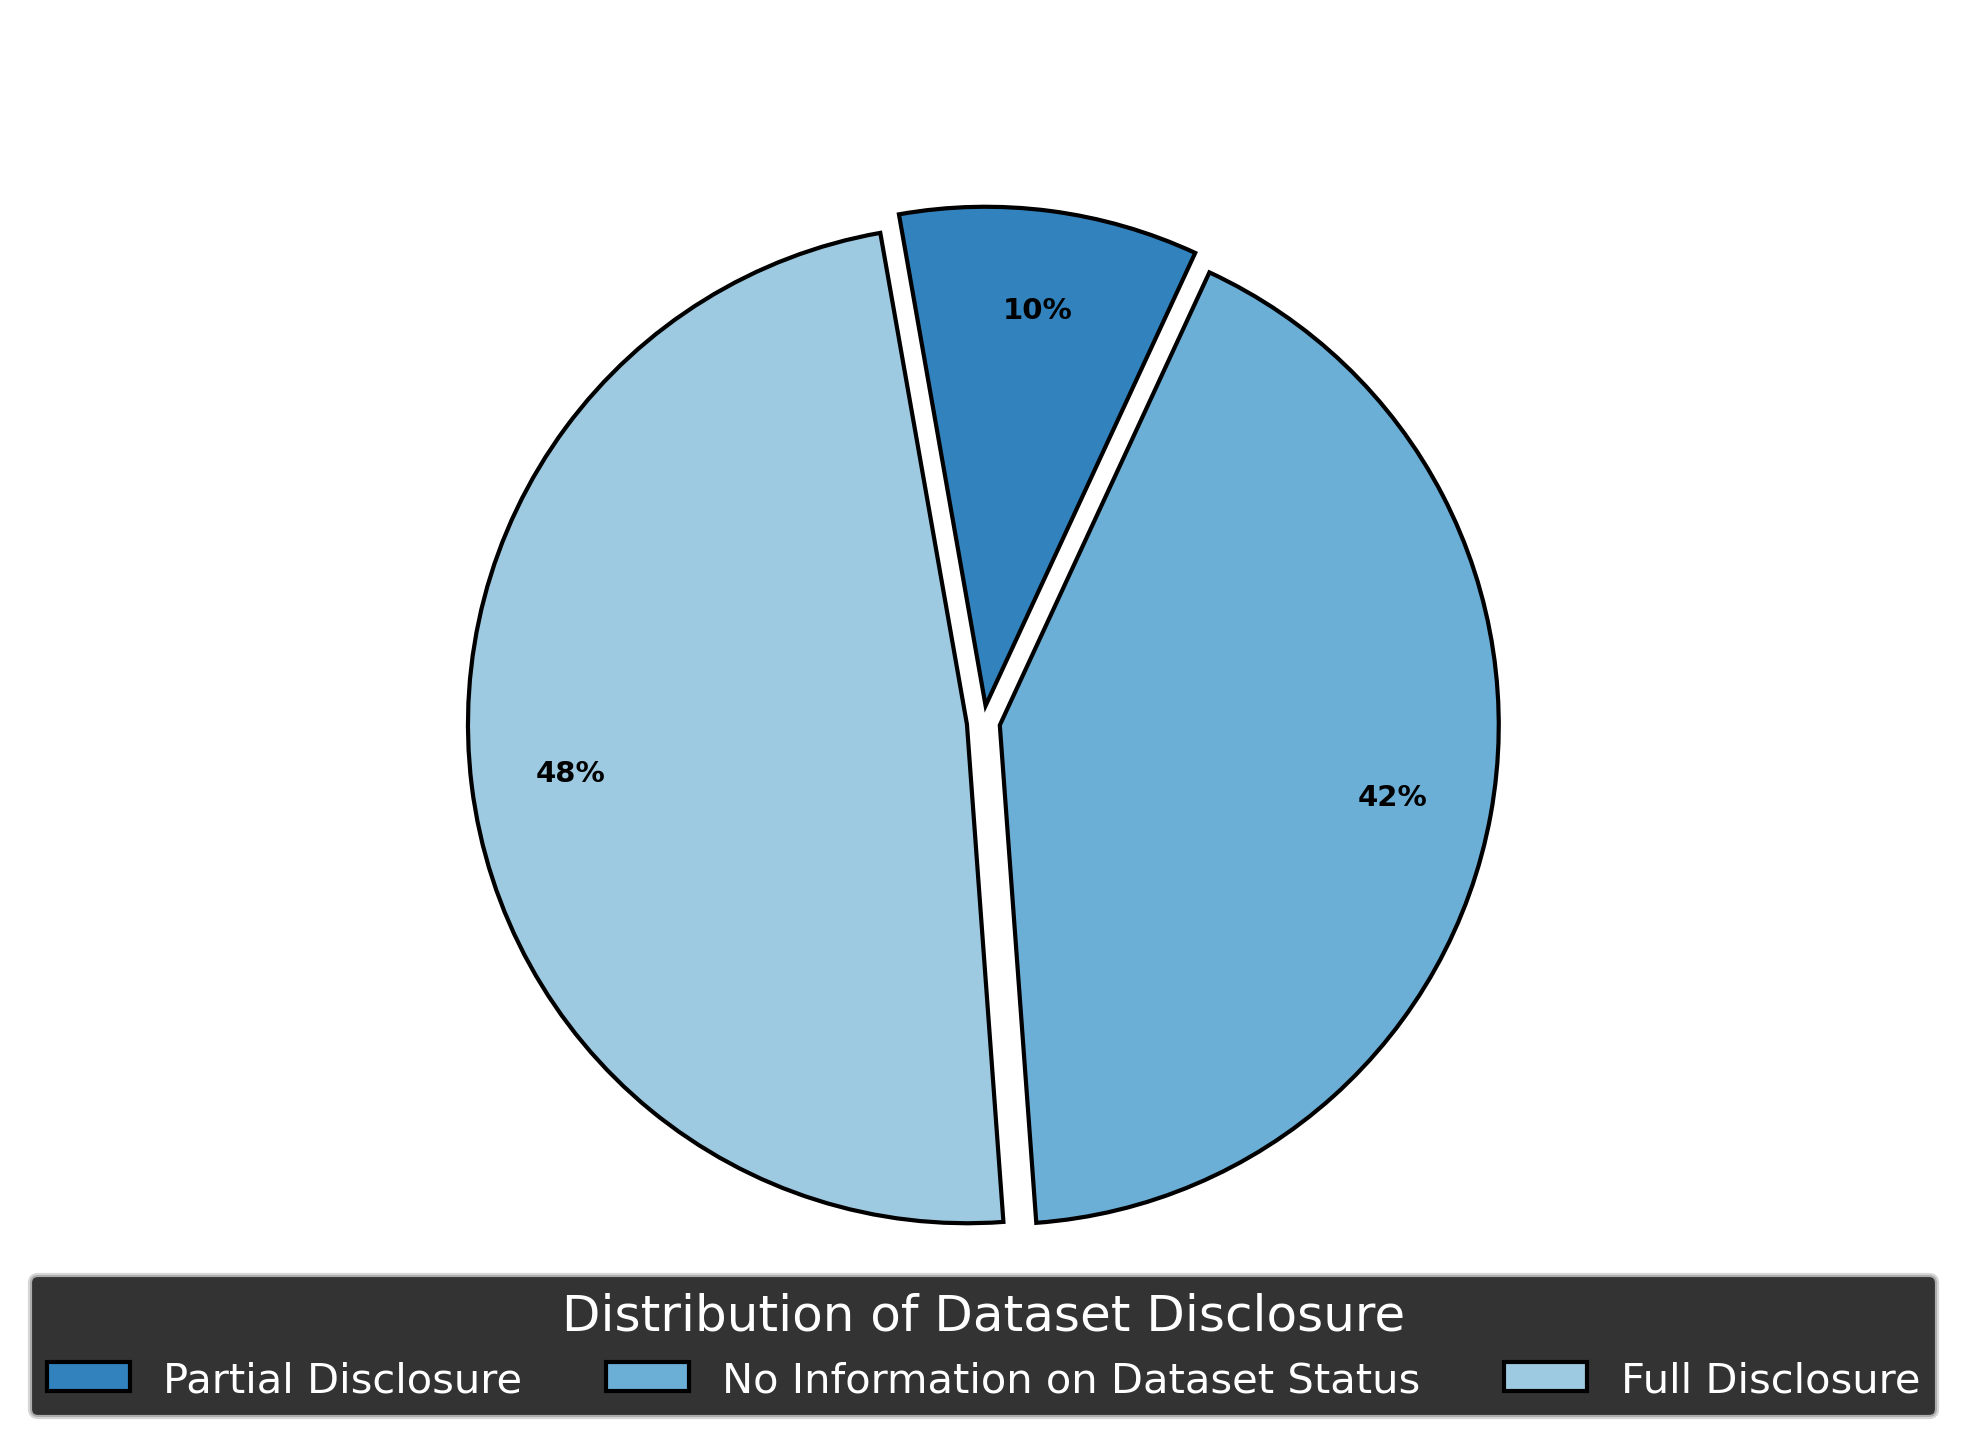 10%
48%
42%
Distribution of Dataset Disclosure
Partial Disclosure No Information on Dataset Status Full Disclosure